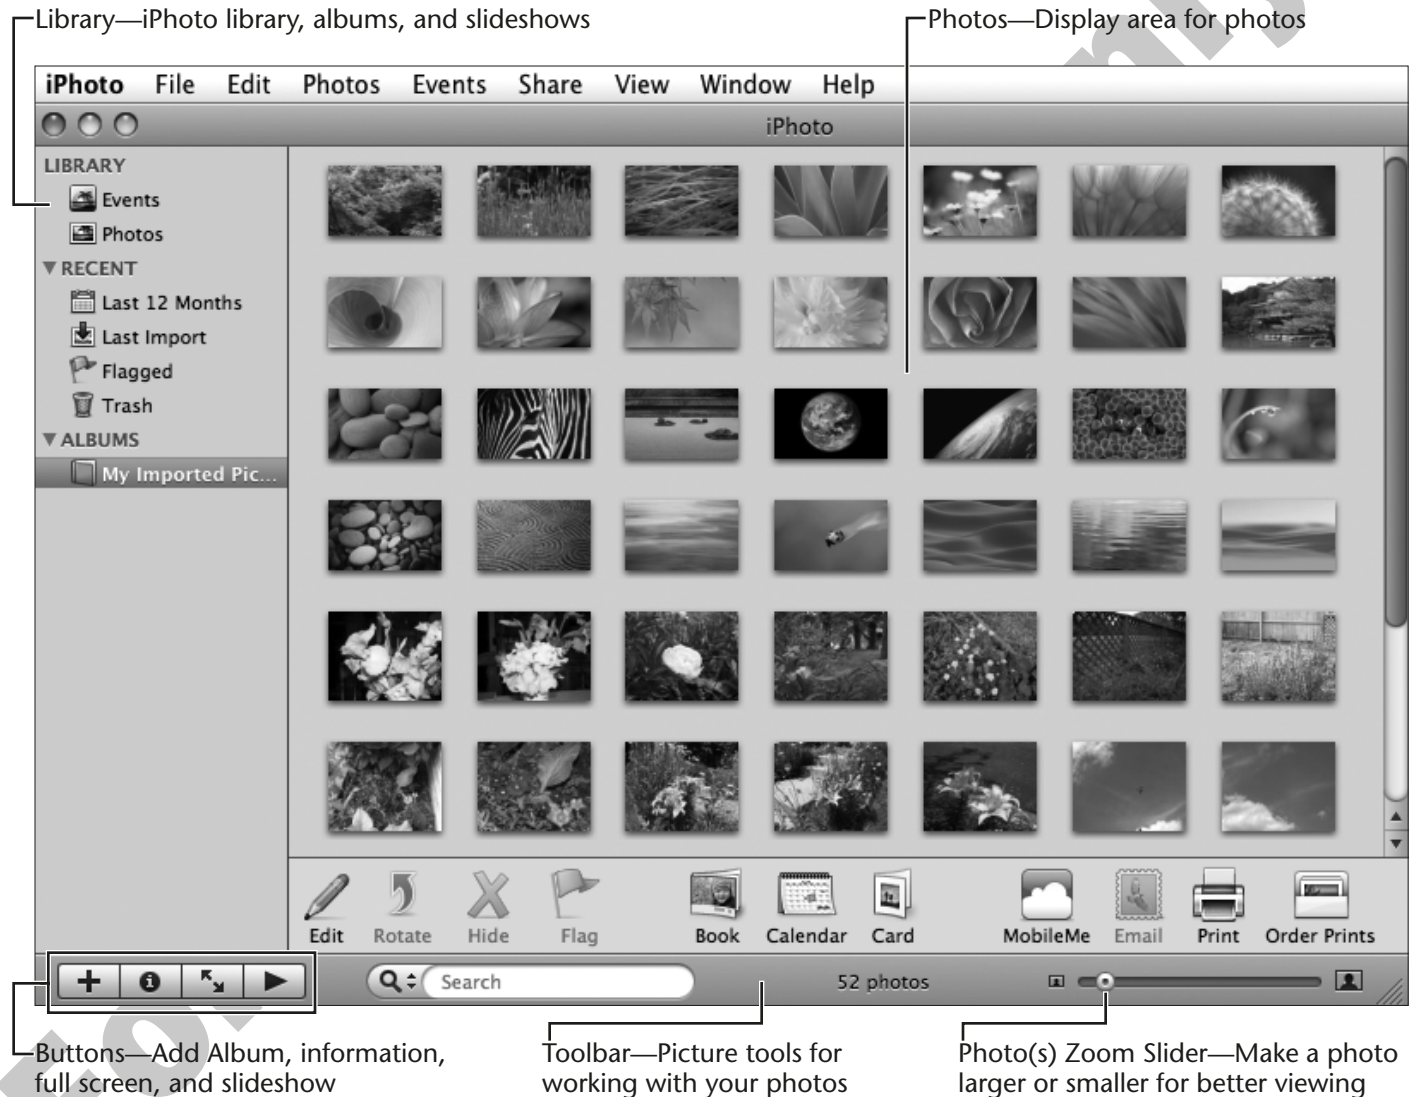 Library—iPhoto library, albums, and slideshows
Photos—Display area for photos
iPhoto File Edit Photos Events Share View Window Help
iPhoto
LIBRARY
Events
Photos
RECENT
Last 12 Months
Last Import
Flagged
Trash
ALBUMS
My Imported Pic...
Edit Rotate Hide Flag Book Calendar Card MobileMe Email Print Order Prints
Search
52 photos
Buttons—Add Album, information,
full screen, and slideshow
Toolbar—Picture tools for
working with your photos
Photo(s) Zoom Slider—Make a photo
larger or smaller for better viewing